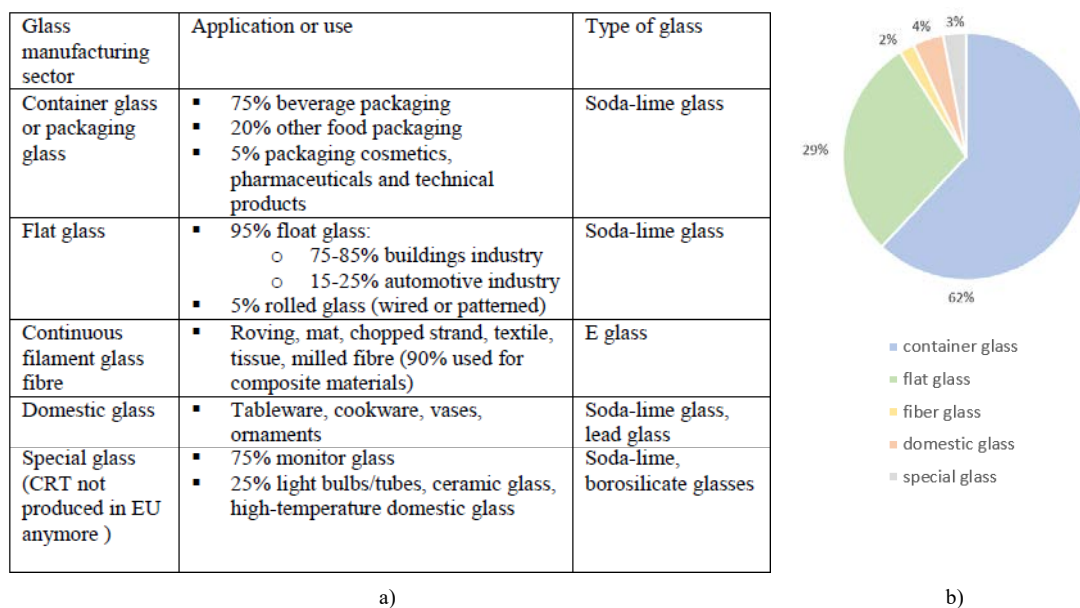 Glass manufacturing sector
Application or use
Type of glass
Container glass or packaging glass
▪ 75% beverage packaging
▪ 20% other food packaging
▪ 5% packaging cosmetics, pharmaceuticals and technical products
Soda-lime glass
Flat glass
▪ 95% float glass:
o 75-85% buildings industry
o 15-25% automotive industry
▪ 5% rolled glass (wired or patterned)
Soda-lime glass
Continuous filament glass fibre
▪ Roving, mat, chopped strand, textile, tissue, milled fibre (90% used for composite materials)
E glass
Domestic glass
▪ Tableware, cookware, vases, ornaments
Soda-lime glass, lead glass
Special glass (CRT not produced in EU anymore )
▪ 75% monitor glass
▪ 25% light bulbs/tubes, ceramic glass, high-temperature domestic glass
Soda-lime, borosilicate glasses
a)
2%
4%
3%
29%
62%
container glass
flat glass
fiber glass
domestic glass
special glass
b)